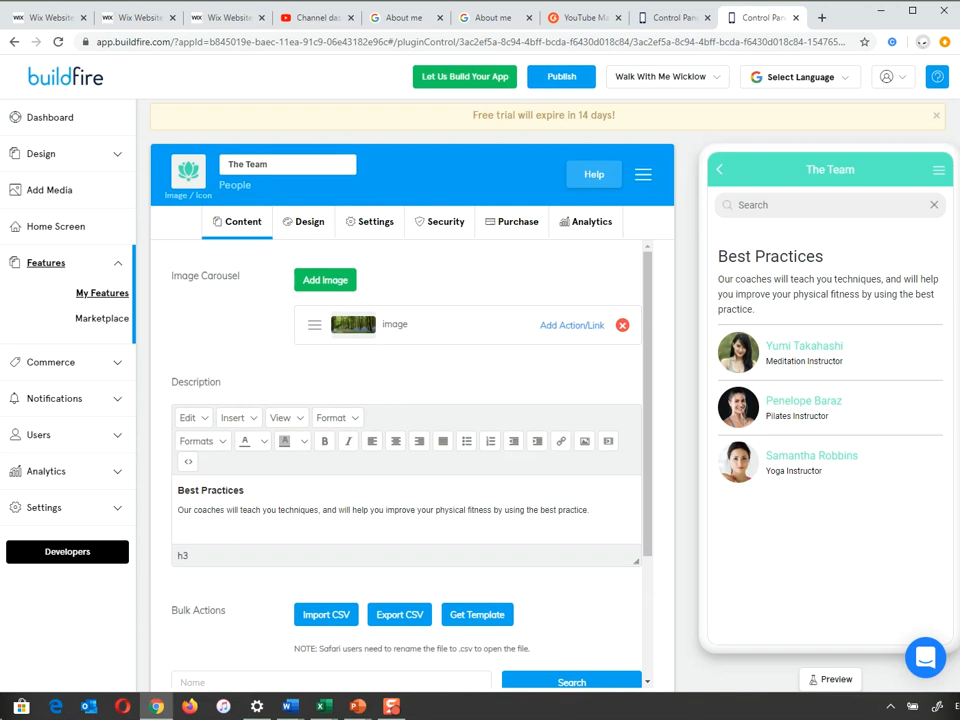 WIX Wix Website
WIX Wix Website
WIX Wix Website
Channel das
About me
About me
YouTube Ma
Control Pan
Control Pan
app.buildfire.com/?appId=b845019e-baec-11ea-91c9-06e43182e96c#/pluginControl/3ac2ef5a-8c94-4bff-bcda-f6430d018c84/3ac2ef5a-8c94-4bff-bcda-f6430d018c84-154765...
buildfire
Let Us Build Your App
Publish
Walk With Me Wicklow
Select Language
Free trial will expire in 14 days!
Dashboard
Design
Add Media
Home Screen
Features
My Features
Marketplace
Commerce
Notifications
Users
Analytics
Settings
Developers
The Team
People
Image / Icon
Help
Content
Design
Settings
Security
Purchase
Analytics
Image Carousel
Add Image
image
Add Action/Link
Description
Edit
Insert
View
Format
Formats
A
A
B
I
Best Practices
Our coaches will teach you techniques, and will help you improve your physical fitness by using the best practice.
h3
Bulk Actions
Import CSV
Export CSV
Get Template
NOTE: Safari users need to rename the file to .csv to open the file.
Name
Search
The Team
Search
Best Practices
Our coaches will teach you techniques, and will help
you improve your physical fitness by using the best
practice.
Yumi Takahashi
Meditation Instructor
Penelope Baraz
Pilates Instructor
Samantha Robbins
Yoga Instructor
Preview